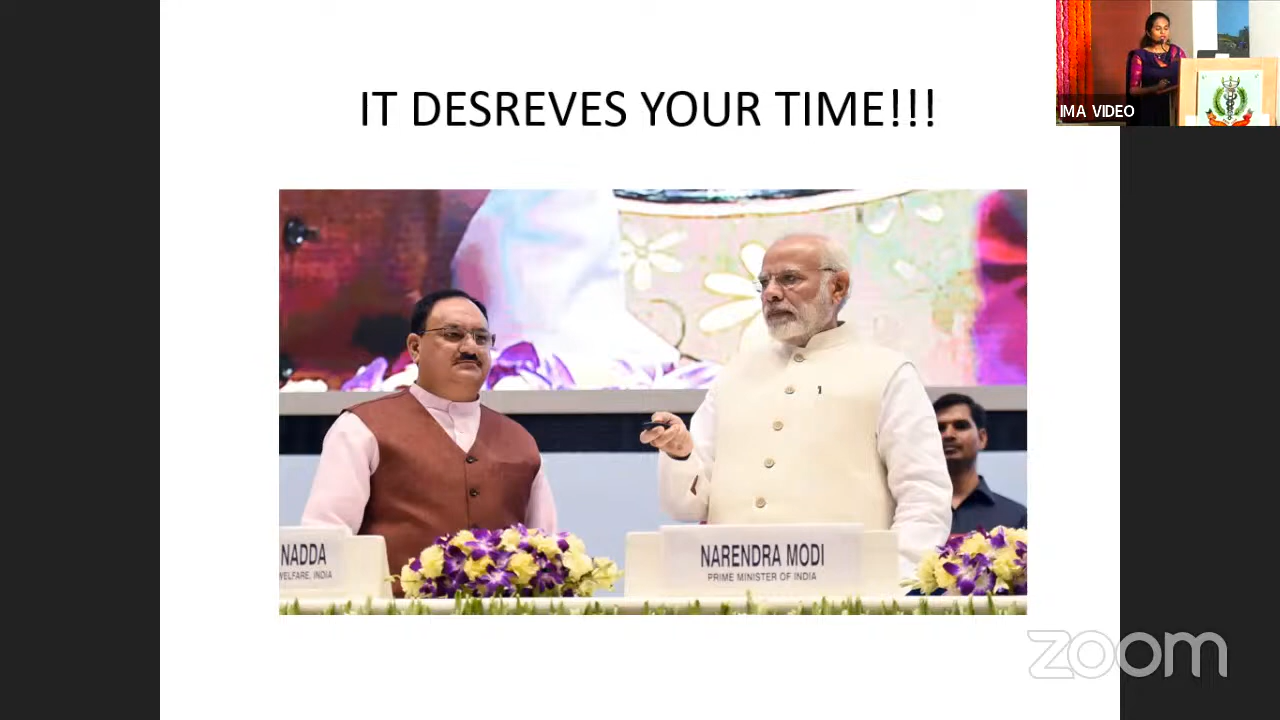 IT DESREVES YOUR TIME!!!
IMA VIDEO
NADDA
WELFARE, INDIA
NARENDRA MODI
PRIME MINISTER OF INDIA
zoom